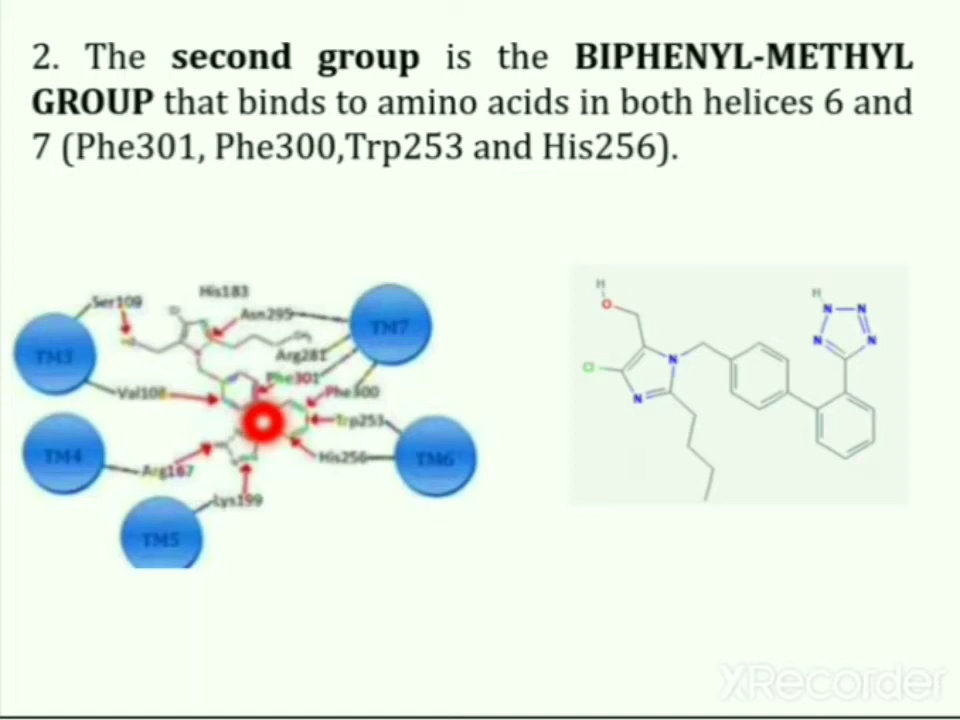 2. The second group is the BIPHENYL-METHYL
GROUP that binds to amino acids in both helices 6 and
7 (Phe301, Phe300,Trp253 and His256).
Ser109
His183
Asn295
TM7
TM3
Arg281
Phe301
Phe300
Val108
Trp253
TM4
His256
TM6
Arg167
Lys199
TM5
H
O
Cl
N
N
H
N
N
N
N
XRecorder